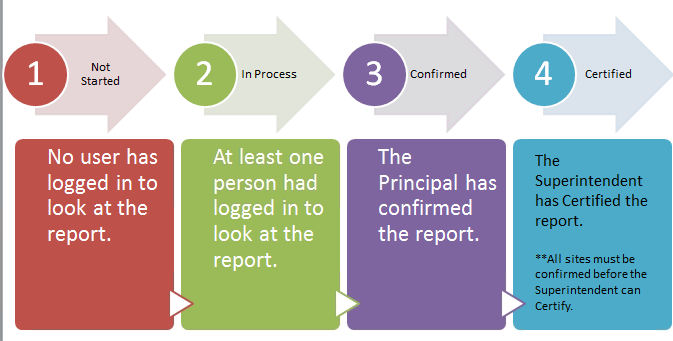 1
Not
Started
2
In Process
3
Confirmed
4
Certified
No user has
logged in to
look at the
report.
At least one
person had
logged in to
look at the
report.
The
Principal has
confirmed
the report.
The
Superintendent
has Certified the
report.
**All sites must be
confirmed before the
Superintendent can
Certify.